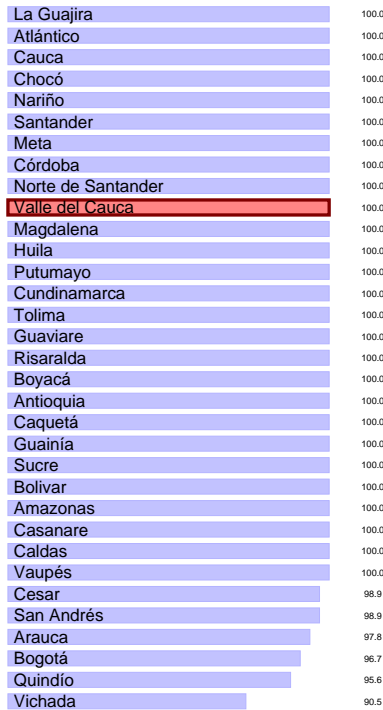 La Guajira 100.0
Atlántico 100.0
Cauca 100.0
Chocó 100.0
Nariño 100.0
Santander 100.0
Meta 100.0
Córdoba 100.0
Norte de Santander 100.0
Valle del Cauca 100.0
Magdalena 100.0
Huila 100.0
Putumayo 100.0
Cundinamarca 100.0
Tolima 100.0
Guaviare 100.0
Risaralda 100.0
Boyacá 100.0
Antioquia 100.0
Caquetá 100.0
Guainía 100.0
Sucre 100.0
Bolivar 100.0
Amazonas 100.0
Casanare 100.0
Caldas 100.0
Vaupés 100.0
Cesar 98.9
San Andrés 98.9
Arauca 97.8
Bogotá 96.7
Quindío 95.6
Vichada 90.5